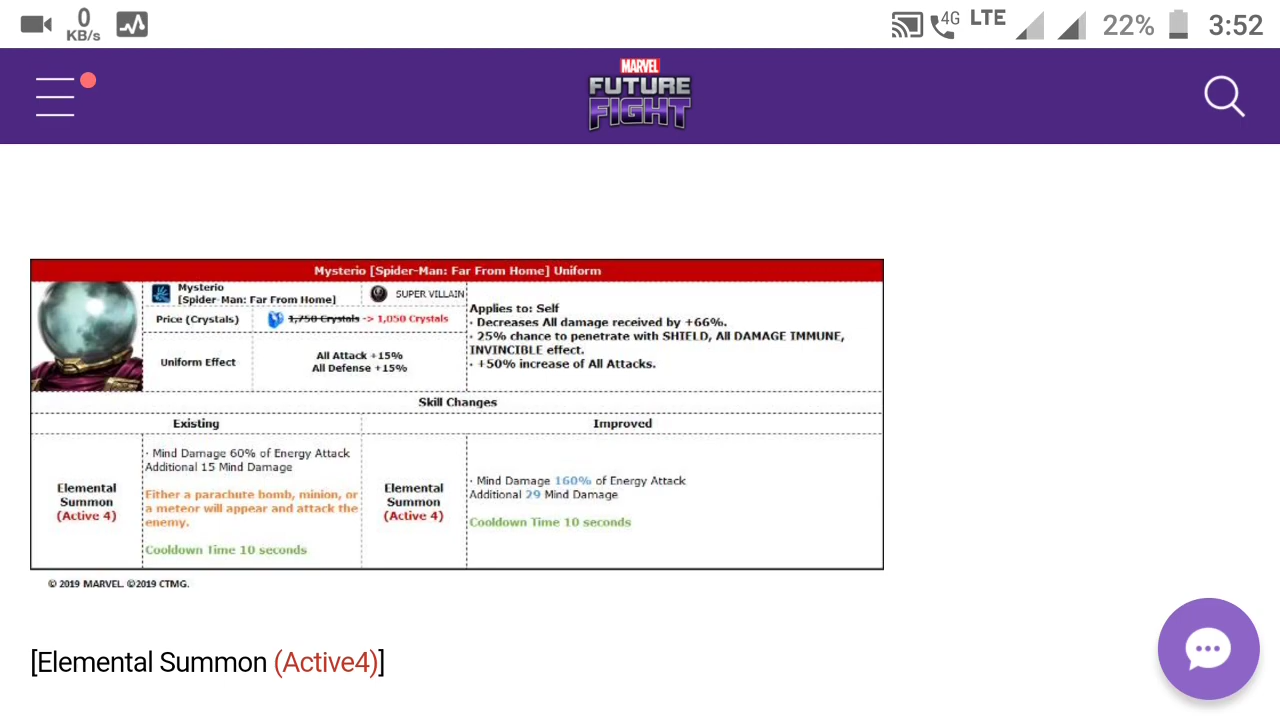 0
KB/s
4G LTE 22% 3:52
MARVEL
FUTURE
FIGHT
Mysterio [Spider-Man: Far From Home] Uniform
Mysterio
[Spider-Man: Far From Home]
SUPER VILLAIN
Price (Crystals)
1,750 Crystals -> 1,050 Crystals
Uniform Effect
All Attack +15%
All Defense +15%
Applies to: Self
· Decreases All damage received by +66%.
· 25% chance to penetrate with SHIELD, All DAMAGE IMMUNE,
INVINCIBLE effect.
· +50% increase of All Attacks.
Skill Changes
Existing
Improved
Elemental
Summon
(Active 4)
· Mind Damage 60% of Energy Attack
Additional 15 Mind Damage
Either a parachute bomb, minion, or
a meteor will appear and attack the
enemy.
Cooldown Time 10 seconds
Elemental
Summon
(Active 4)
· Mind Damage 160% of Energy Attack
Additional 29 Mind Damage
Cooldown Time 10 seconds
© 2019 MARVEL. ©2019 CTMG.
[Elemental Summon (Active4)]